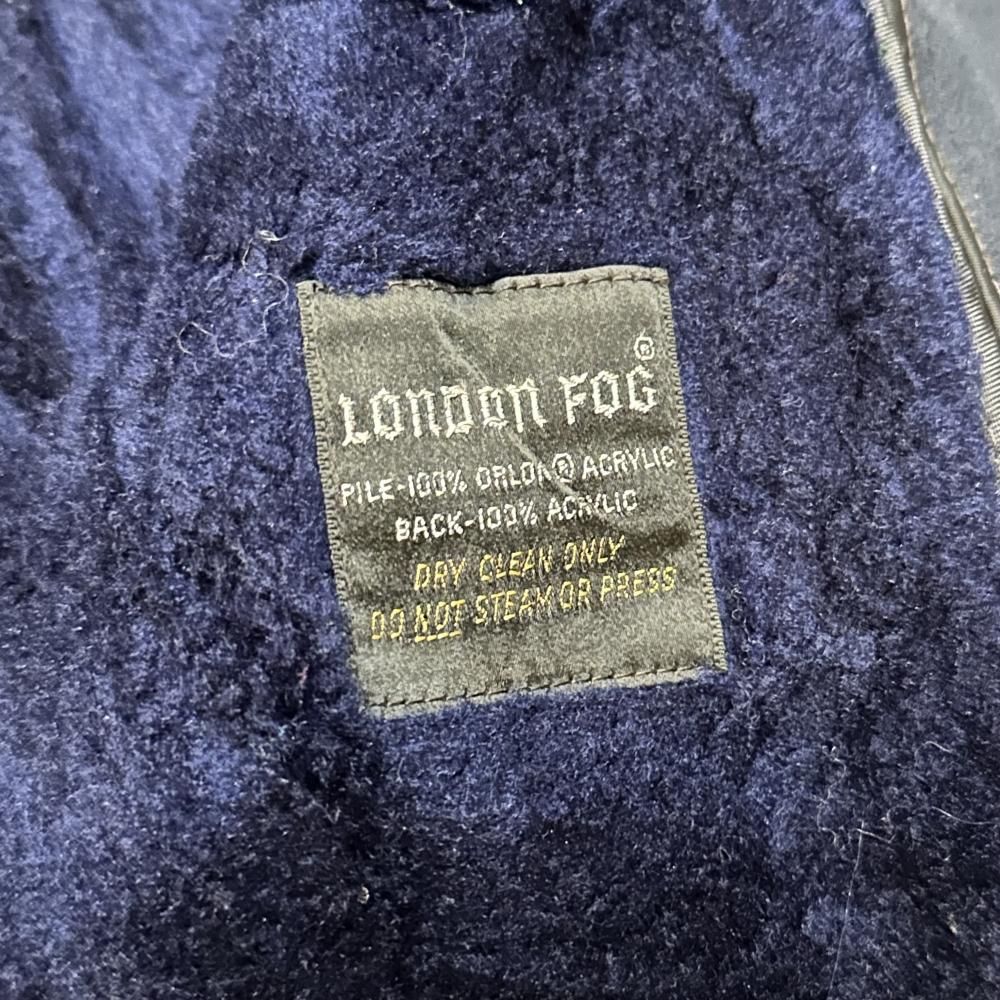 ®
LONDON FOG
PILE-100% ORLON® ACRYLIC
BACK-100% ACRYLIC
DRY CLEAN ONLY
DO NOT STEAM OR PRESS